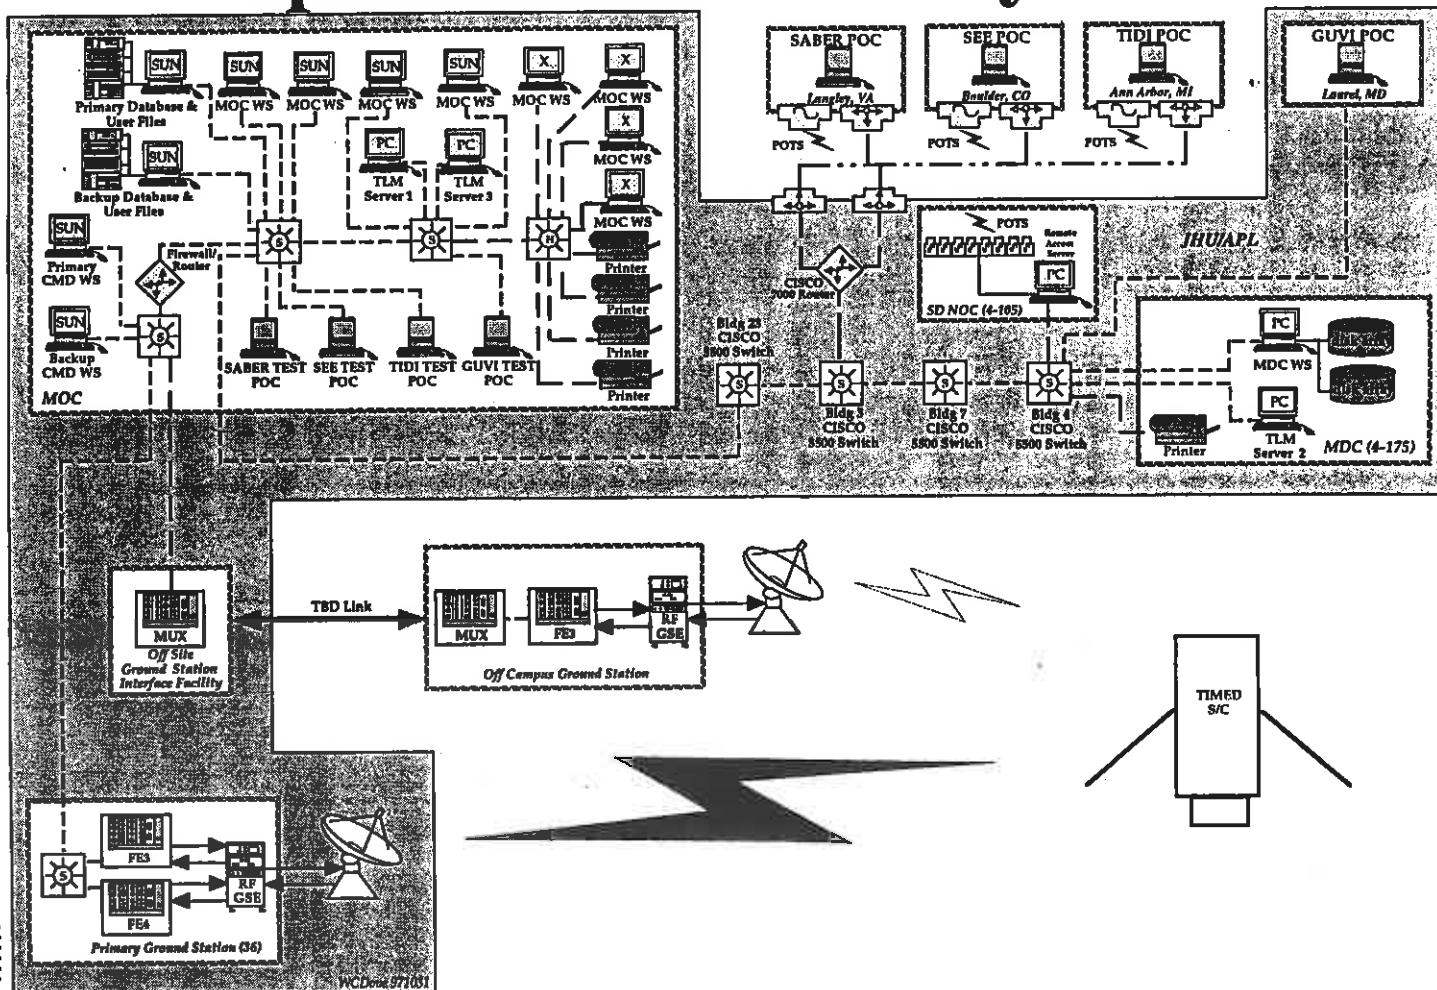 SUN
SUN
SUN
SUN
SUN
X
X
Primary Database &
User Files
MOC WS
MOC WS
MOC WS
MOC WS
MOC WS
MOC WS
SUN
Backup Database &
User Files
PC
TLM
Server 1
PC
TLM
Server 3
X
MOC WS
X
MOC WS
SUN
Primary
CMD WS
Firewall/
Router
S
S
H
Printer
Printer
Printer
Printer
SUN
Backup
CMD WS
S
SABER TEST
POC
SEE TEST
POC
TIDI TEST
POC
GUVI TEST
POC
MOC
SABER POC
Langley, VA
POTS
SEE POC
Boulder, CO
POTS
TIDI POC
Ann Arbor, MI
POTS
GUVI POC
Laurel, MD
CISCO
7000 Router
POTS
Remote
Access
Server
PC
SD NOC (4-105)
JHU/APL
Bldg 23
CISCO
5500 Switch
S
S
Bldg 3
CISCO
5500 Switch
S
Bldg 7
CISCO
5500 Switch
S
Bldg 4
CISCO
5500 Switch
PC
MDC WS
PC
TLM
Server 2
Printer
MDC (4-175)
MUX
Off Site
Ground Station
Interface Facility
TBD Link
MUX
FE3
RF
GSE
Off Campus Ground Station
TIMED
S/C
S
FE3
FE4
RF
GSE
Primary Ground Station (36)
WCDove 971031